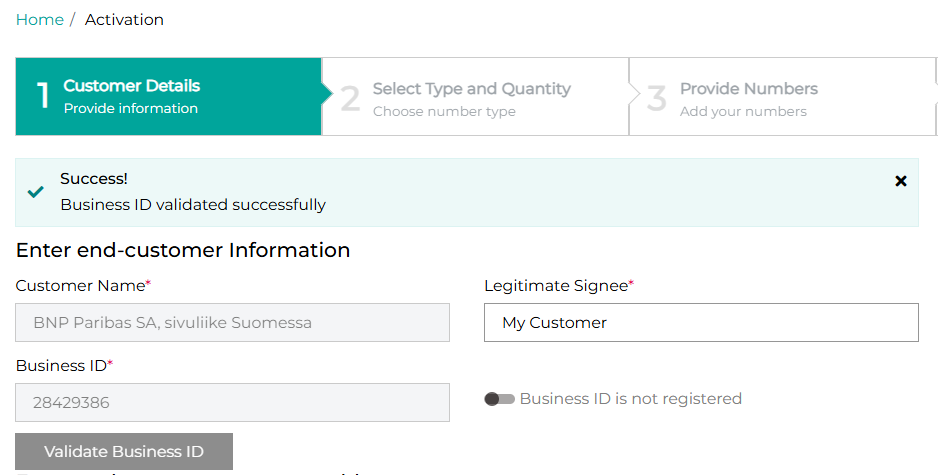 Home / Activation
1 Customer Details
Provide information
2 Select Type and Quantity
Choose number type
3 Provide Numbers
Add your numbers
Success!
Business ID validated successfully
Enter end-customer Information
Customer Name*
Legitimate Signee*
BNP Paribas SA, sivuliike Suomessa
My Customer
Business ID*
28429386
Business ID is not registered
Validate Business ID